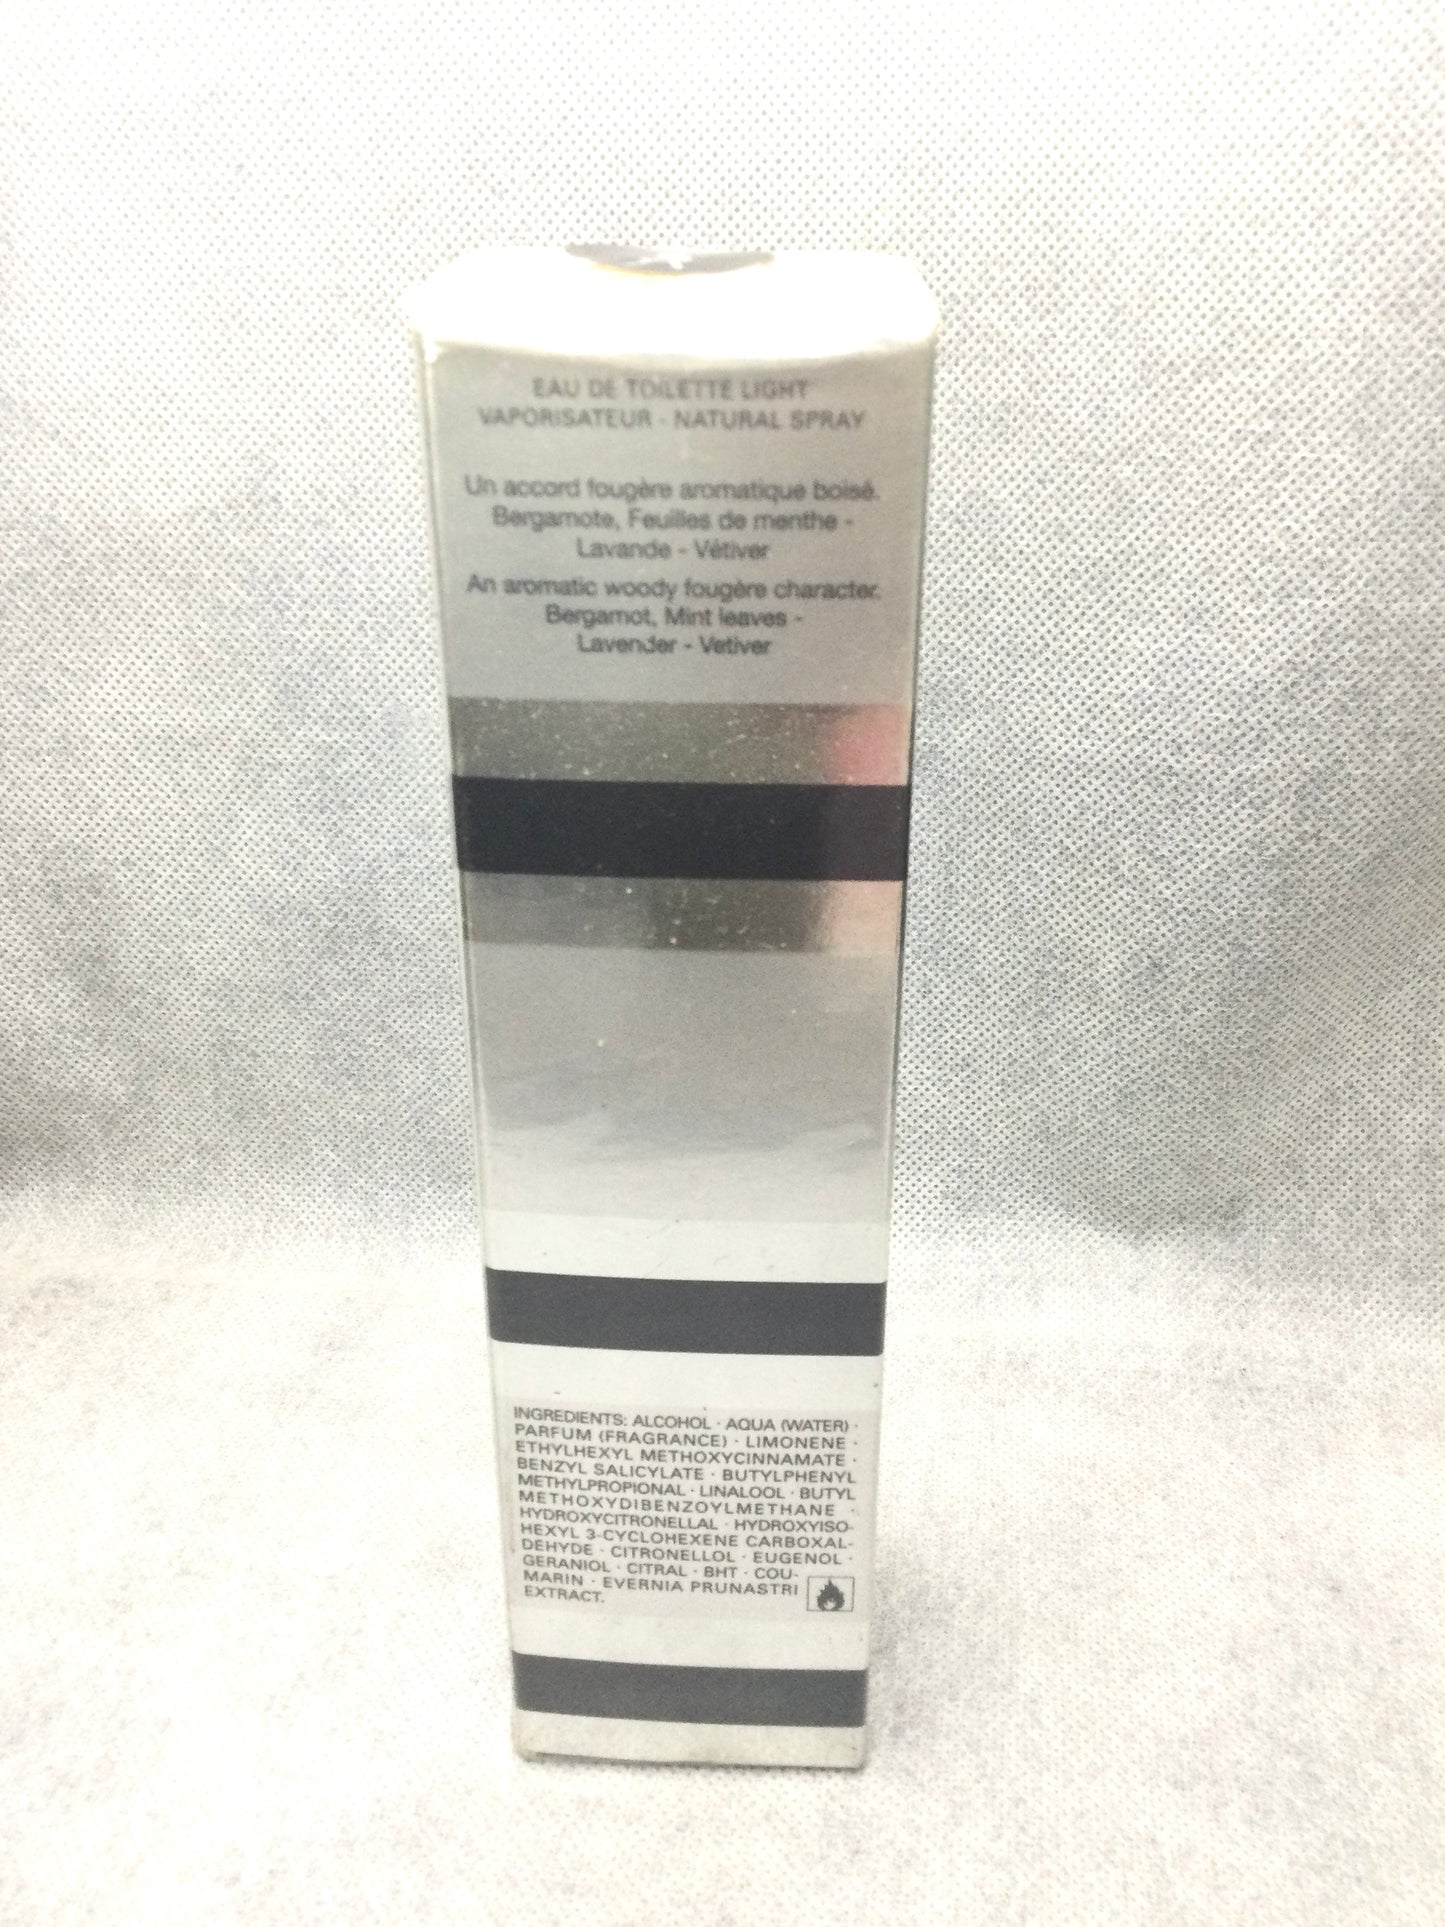 EAU DE TOILETTE LIGHT
VAPORISATEUR - NATURAL SPRAY
Un accord fougère aromatique boisé.
Bergamote, Feuilles de menthe -
Lavande - Vétiver
An aromatic woody fougère character.
Bergamot, Mint leaves -
Lavender - Vetiver
INGREDIENTS: ALCOHOL · AQUA (WATER) ·
PARFUM (FRAGRANCE) · LIMONENE ·
ETHYLHEXYL METHOXYCINNAMATE ·
BENZYL SALICYLATE · BUTYLPHENYL
METHYLPROPIONAL · LINALOOL · BUTYL
METHOXYDIBENZOYLMETHANE ·
HYDROXYCITRONELLAL · HYDROXYISO-
HEXYL 3-CYCLOHEXENE CARBOXAL-
DEHYDE · CITRONELLOL · EUGENOL ·
GERANIOL · CITRAL · BHT · COU-
MARIN · EVERNIA PRUNASTRI
EXTRACT.